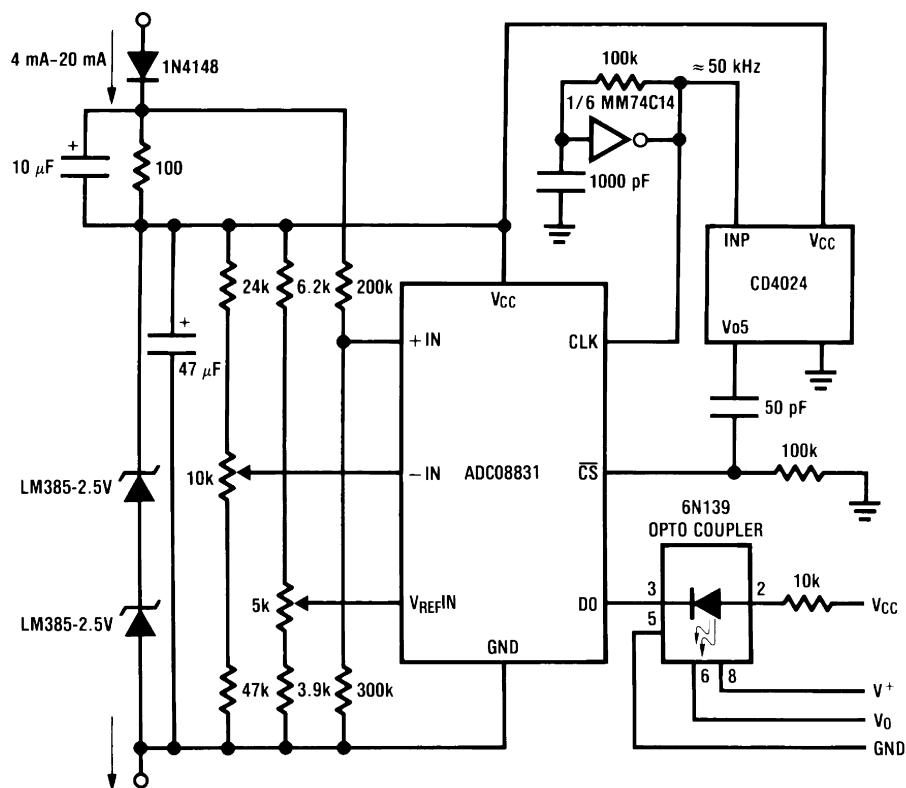 4 mA–20 mA
1N4148
10 μF
+
100
100k
≈ 50 kHz
1/6 MM74C14
1000 pF
INP
VCC
CD4024
Vo5
50 pF
100k
24k
6.2k
200k
VCC
+ IN
CLK
+
47 μF
LM385-2.5V
10k
– IN
ADC08831
CS
6N139
OPTO COUPLER
LM385-2.5V
5k
VREFIN
DO
3
2
10k
VCC
5
GND
6
8
V+
VO
GND
47k
3.9k
300k